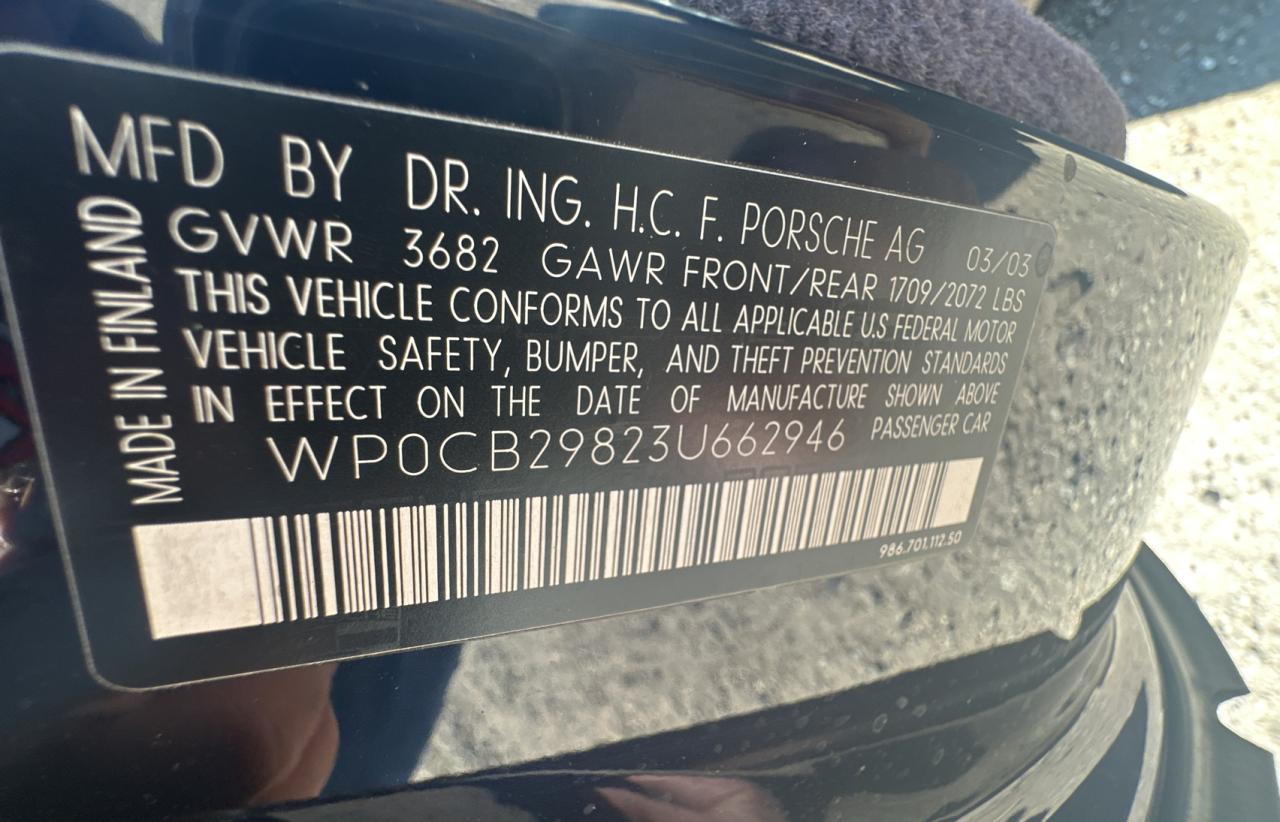 MFD BY DR. ING. H.C. F. PORSCHE AG 03/03
GVWR 3682 GAWR FRONT/REAR 1709/2072 LBS
THIS VEHICLE CONFORMS TO ALL APPLICABLE U.S FEDERAL MOTOR
VEHICLE SAFETY, BUMPER, AND THEFT PREVENTION STANDARDS
IN EFFECT ON THE DATE OF MANUFACTURE SHOWN ABOVE
WP0CB29823U662946 PASSENGER CAR
986.701.112.50
MADE IN FINLAND